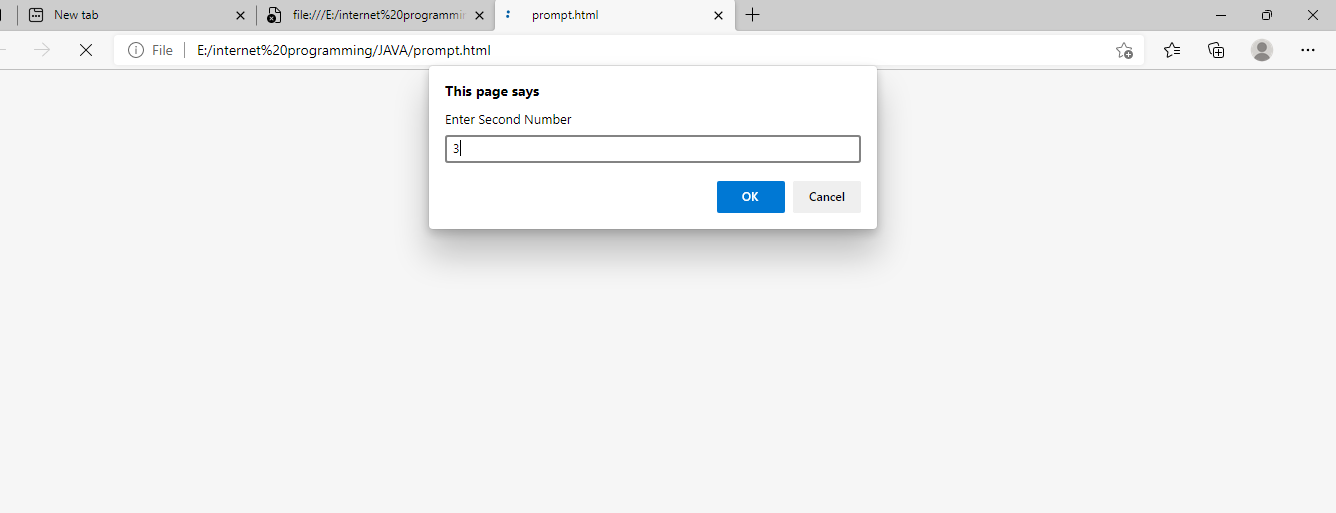 New tab
file:///E:/internet%20programmin
prompt.html
File
E:/internet%20programming/JAVA/prompt.html
This page says
Enter Second Number
3
OK
Cancel